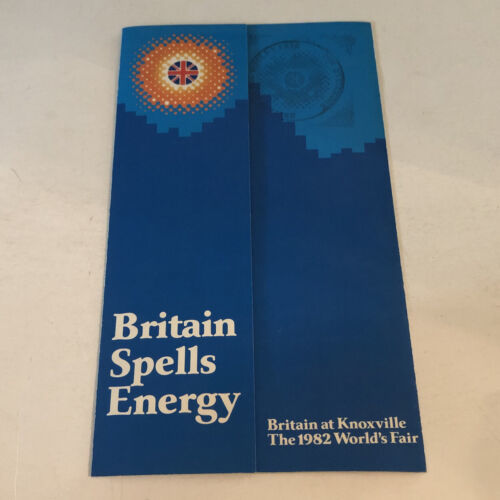 Britain
Spells
Energy
Britain at Knoxville
The 1982 World's Fair